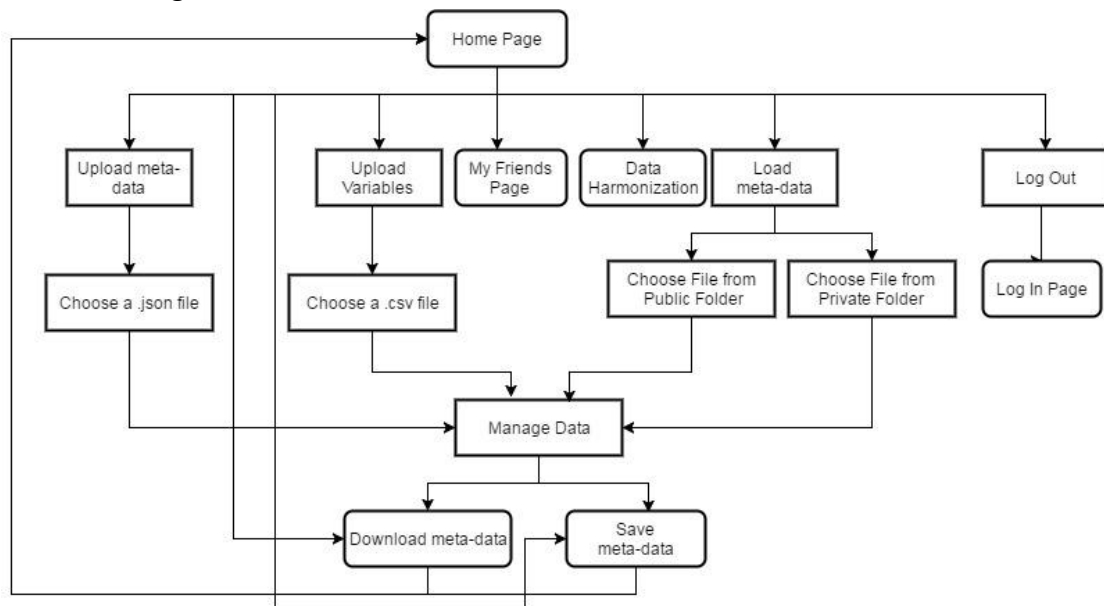 Home Page
Upload meta-
data
Upload
Variables
My Friends
Page
Data
Harmonization
Load
meta-data
Log Out
Choose a .json file
Choose a .csv file
Choose File from
Public Folder
Choose File from
Private Folder
Log In Page
Manage Data
Download meta-data
Save
meta-data